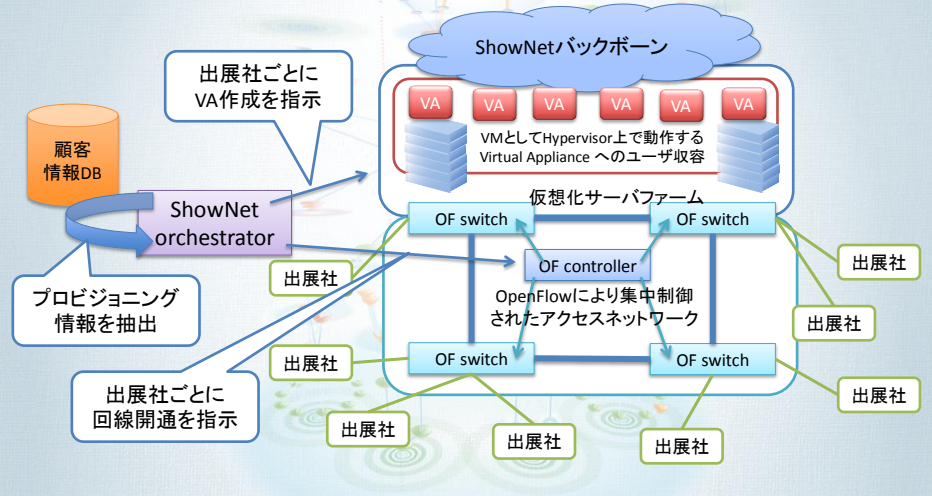 ShowNetバックボーン
出展社ごとに
VA作成を指示
VA
VA
VA
VA
VA
VA
VMとしてHypervisor上で動作する
Virtual Appliance へのユーザ収容
顧客
情報DB
仮想化サーバファーム
ShowNet
orchestrator
OF switch
OF switch
出展社
OF controller
出展社
プロビジョニング
情報を抽出
OpenFlowにより集中制御
されたアクセスネットワーク
出展社
出展社
OF switch
OF switch
出展社ごとに
回線開通を指示
出展社
出展社
出展社
出展社